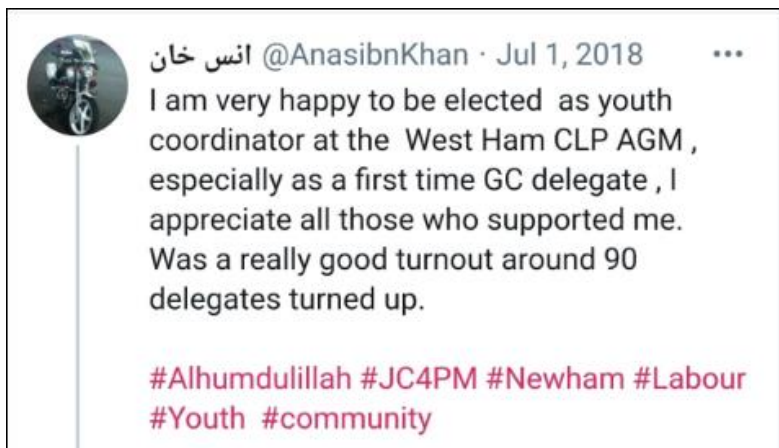 انس خان @AnasibnKhan · Jul 1, 2018 •••
I am very happy to be elected  as youth
coordinator at the  West Ham CLP AGM ,
especially as a first time GC delegate , I
appreciate all those who supported me.
Was a really good turnout around 90
delegates turned up.
#Alhumdulillah #JC4PM #Newham #Labour
#Youth  #community